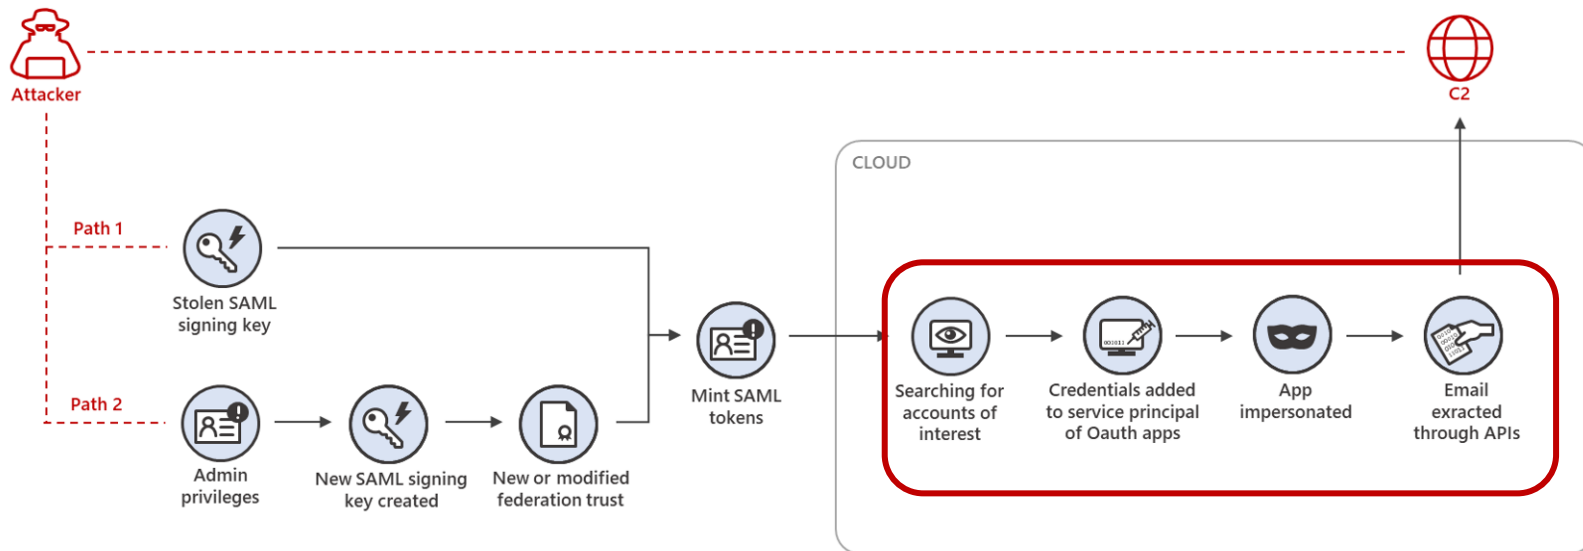 Attacker
C2
CLOUD
Path 1
Stolen SAML
signing key
Path 2
Admin
privileges
New SAML signing
key created
New or modified
federation trust
Mint SAML
tokens
Searching for
accounts of
interest
Credentials added
to service principal
of Oauth apps
App
impersonated
Email
exracted
through APIs